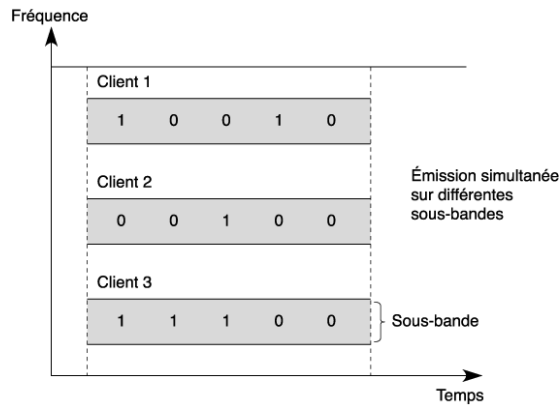 Fréquence
Client 1
1 0 0 1 0
Client 2
0 0 1 0 0
Émission simultanée
sur différentes
sous-bandes
Client 3
1 1 1 0 0
Sous-bande
Temps